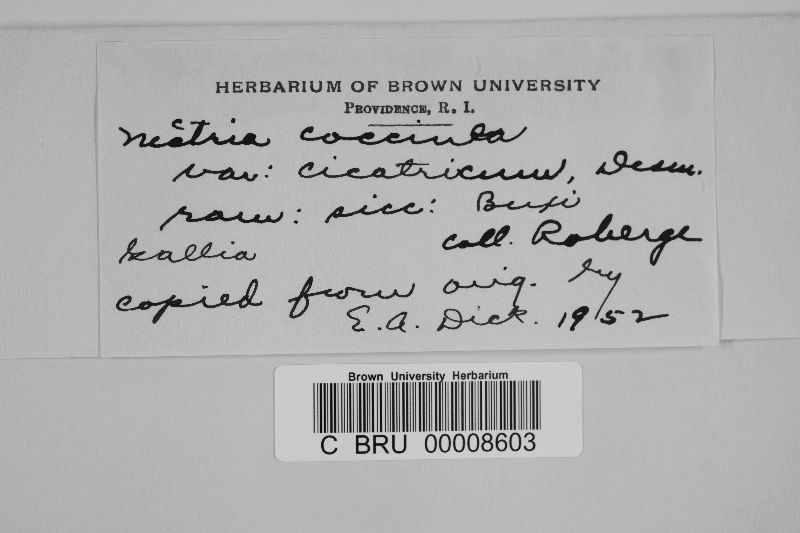 HERBARIUM OF BROWN UNIVERSITY
PROVIDENCE, R. I.
Nectria coccinea
var: cicatricum, Desm.
ram: sicc: Buxi
Gallia coll. Roberge
copied from orig. by
E. A. Dick. 1952
Brown University Herbarium
C BRU 00008603